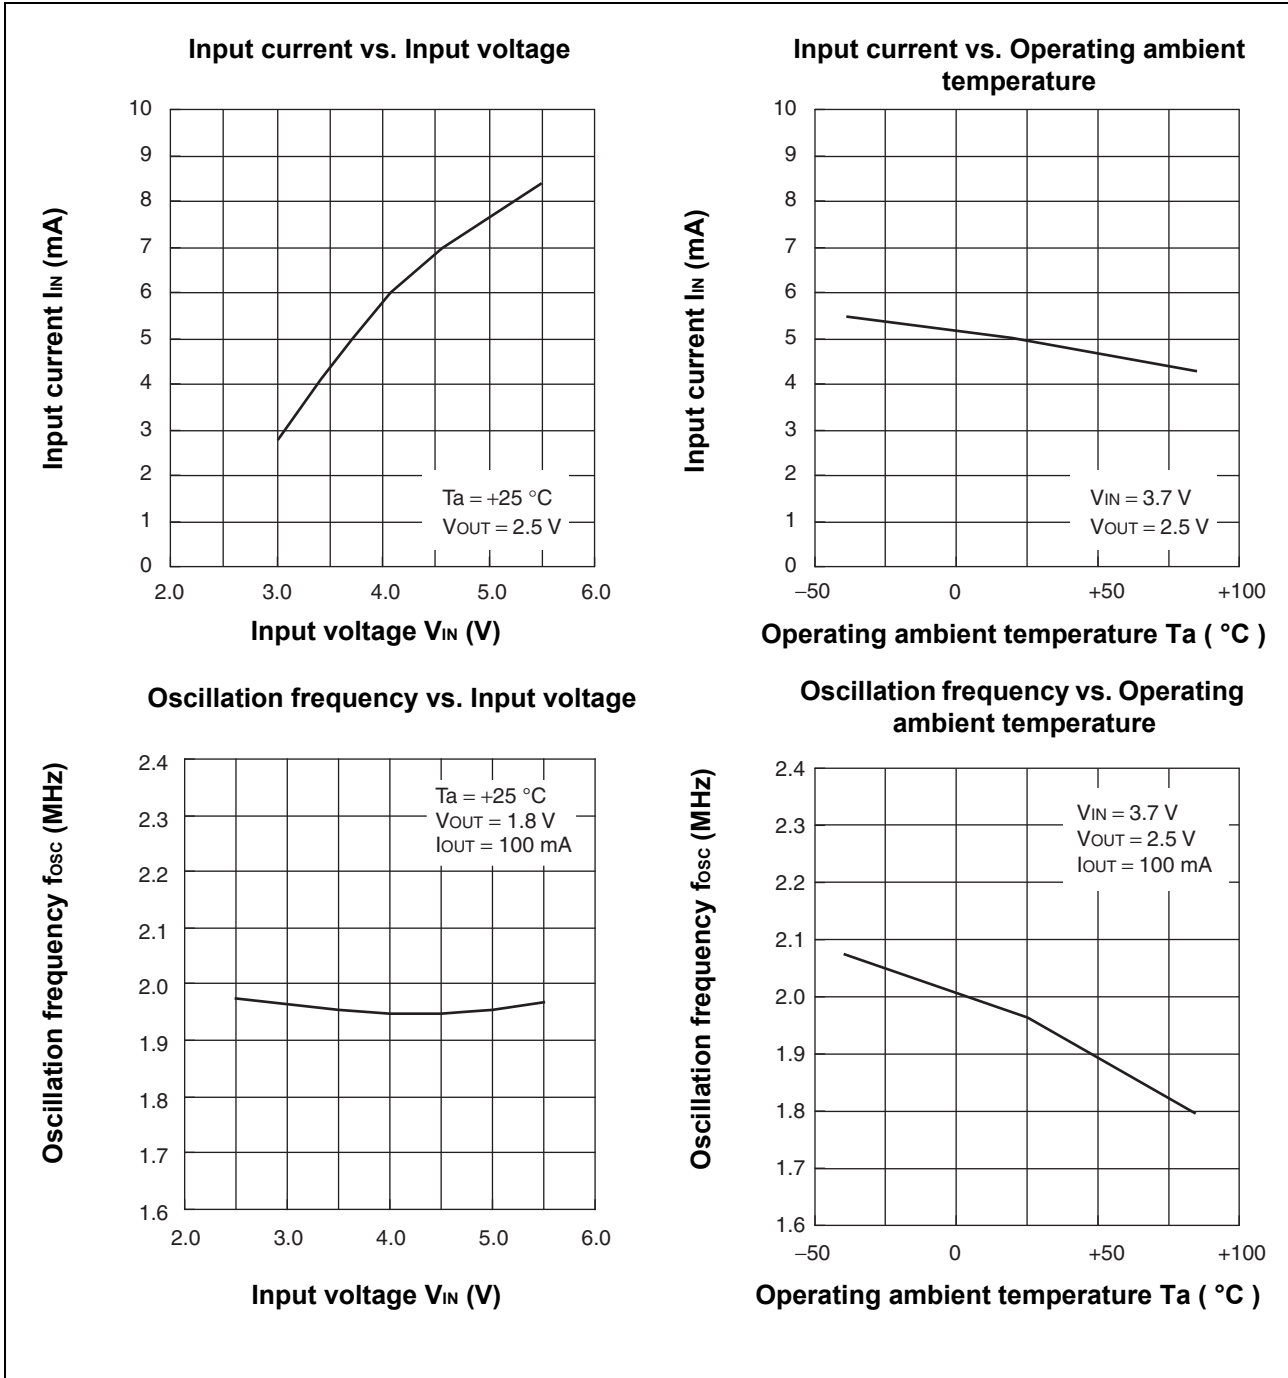 Input current vs. Input voltage
10
9
8
7
6
5
4
3
2
1
0
2.0 3.0 4.0 5.0 6.0
Input current IIN (mA)
Ta = +25 °C
VOUT = 2.5 V
Input voltage VIN (V)
Input current vs. Operating ambient
temperature
10
9
8
7
6
5
4
3
2
1
0
−50 0 +50 +100
Input current IIN (mA)
VIN = 3.7 V
VOUT = 2.5 V
Operating ambient temperature Ta ( °C )
Oscillation frequency vs. Input voltage
2.4
2.3
2.2
2.1
2.0
1.9
1.8
1.7
1.6
2.0 3.0 4.0 5.0 6.0
Oscillation frequency fosc (MHz)
Ta = +25 °C
VOUT = 1.8 V
IOUT = 100 mA
Input voltage VIN (V)
Oscillation frequency vs. Operating
ambient temperature
2.4
2.3
2.2
2.1
2.0
1.9
1.8
1.7
1.6
−50 0 +50 +100
Oscillation frequency fosc (MHz)
VIN = 3.7 V
VOUT = 2.5 V
IOUT = 100 mA
Operating ambient temperature Ta ( °C )